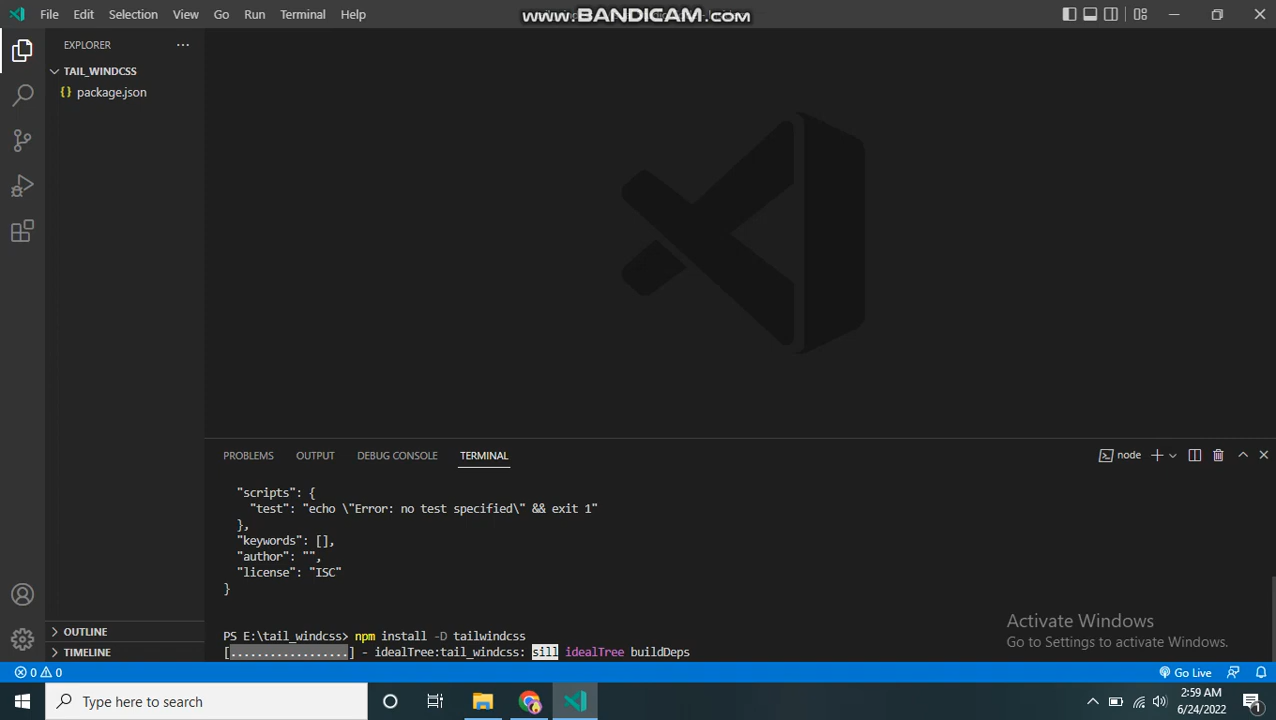 File Edit Selection View Go Run Terminal Help
www.BANDICAM.com
EXPLORER
TAIL_WINDCSS
{} package.json
PROBLEMS OUTPUT DEBUG CONSOLE TERMINAL
node
"scripts": {
"test": "echo \"Error: no test specified\" && exit 1"
},
"keywords": [],
"author": "",
"license": "ISC"
}
PS E:\tail_windcss> npm install -D tailwindcss
[..................] - idealTree:tail_windcss: sill idealTree buildDeps
Activate Windows
Go to Settings to activate Windows.
OUTLINE
TIMELINE
0 0
Go Live
Type here to search
2:59 AM
6/24/2022
1